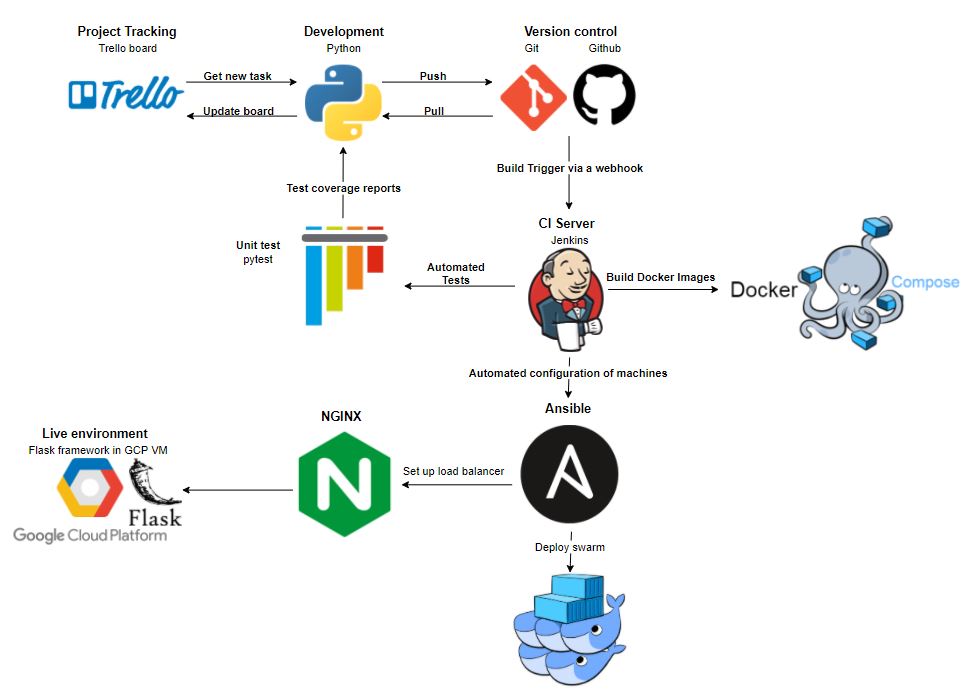 Project Tracking
Trello board
Trello
Get new task
Update board
Development
Python
Push
Pull
Version control
Git
Github
Build Trigger via a webhook
Test coverage reports
Unit test
pytest
CI Server
Jenkins
Automated
Tests
Build Docker Images
Docker
Compose
Automated configuration of machines
Ansible
NGINX
N
Set up load balancer
Live environment
Flask framework in GCP VM
Flask
Google Cloud Platform
A
Deploy swarm